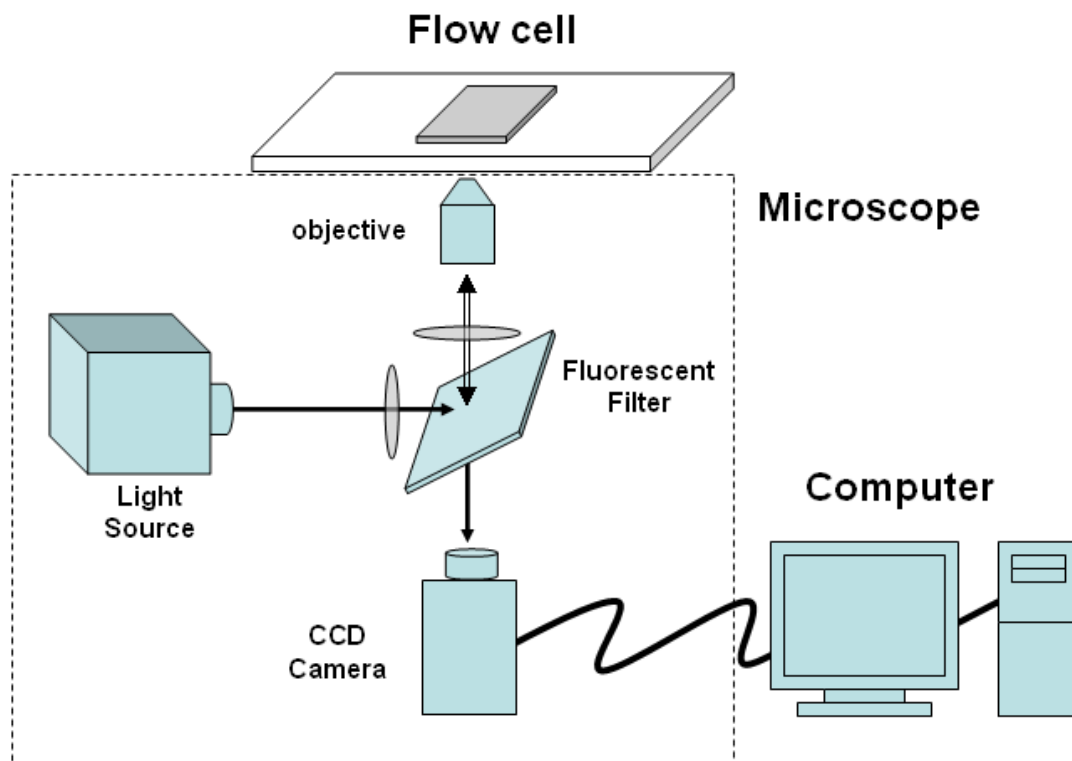 Flow cell
Microscope
objective
Fluorescent
Filter
Light
Source
Computer
CCD
Camera